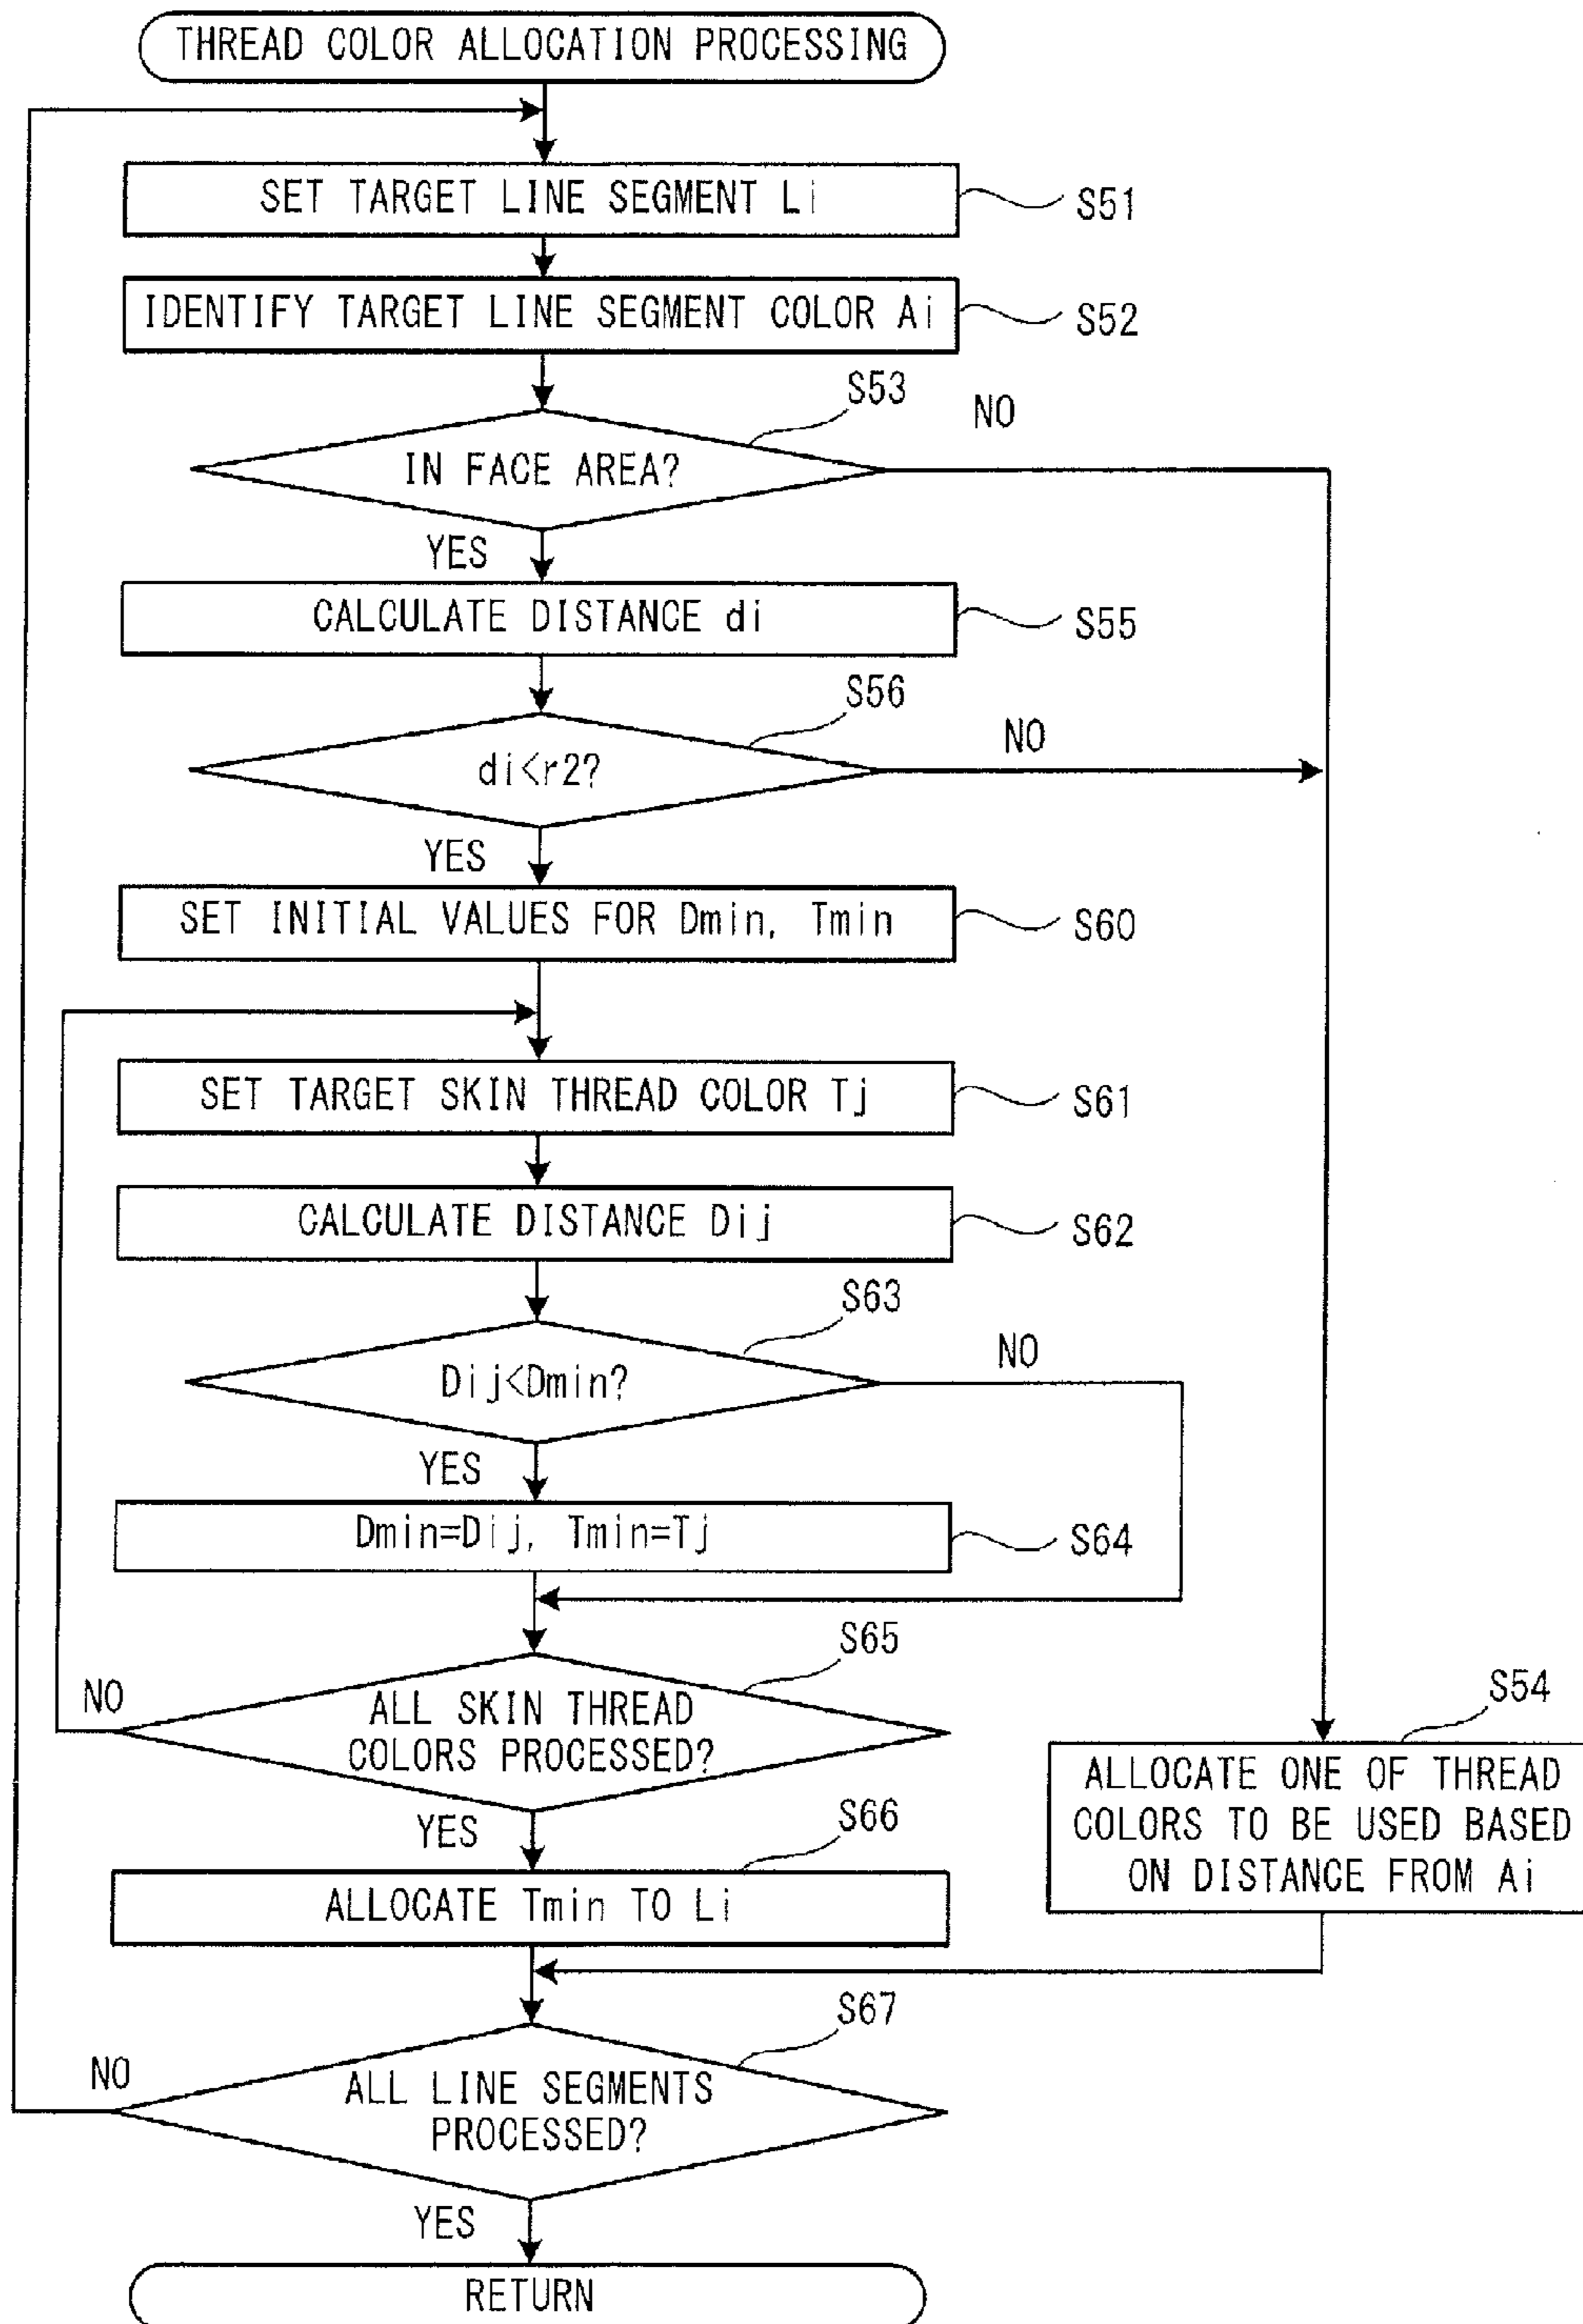 THREAD COLOR ALLOCATION PROCESSING
SET TARGET LINE SEGMENT Li
S51
IDENTIFY TARGET LINE SEGMENT COLOR Ai
S52
S53
NO
IN FACE AREA?
YES
CALCULATE DISTANCE di
S55
S56
NO
di<r2?
YES
SET INITIAL VALUES FOR Dmin, Tmin
S60
SET TARGET SKIN THREAD COLOR Tj
S61
CALCULATE DISTANCE Dij
S62
S63
NO
Dij<Dmin?
YES
Dmin=Dij, Tmin=Tj
S64
S65
NO
ALL SKIN THREAD
COLORS PROCESSED?
YES
S54
ALLOCATE ONE OF THREAD
COLORS TO BE USED BASED
ON DISTANCE FROM Ai
S66
ALLOCATE Tmin TO Li
S67
NO
ALL LINE SEGMENTS
PROCESSED?
YES
RETURN